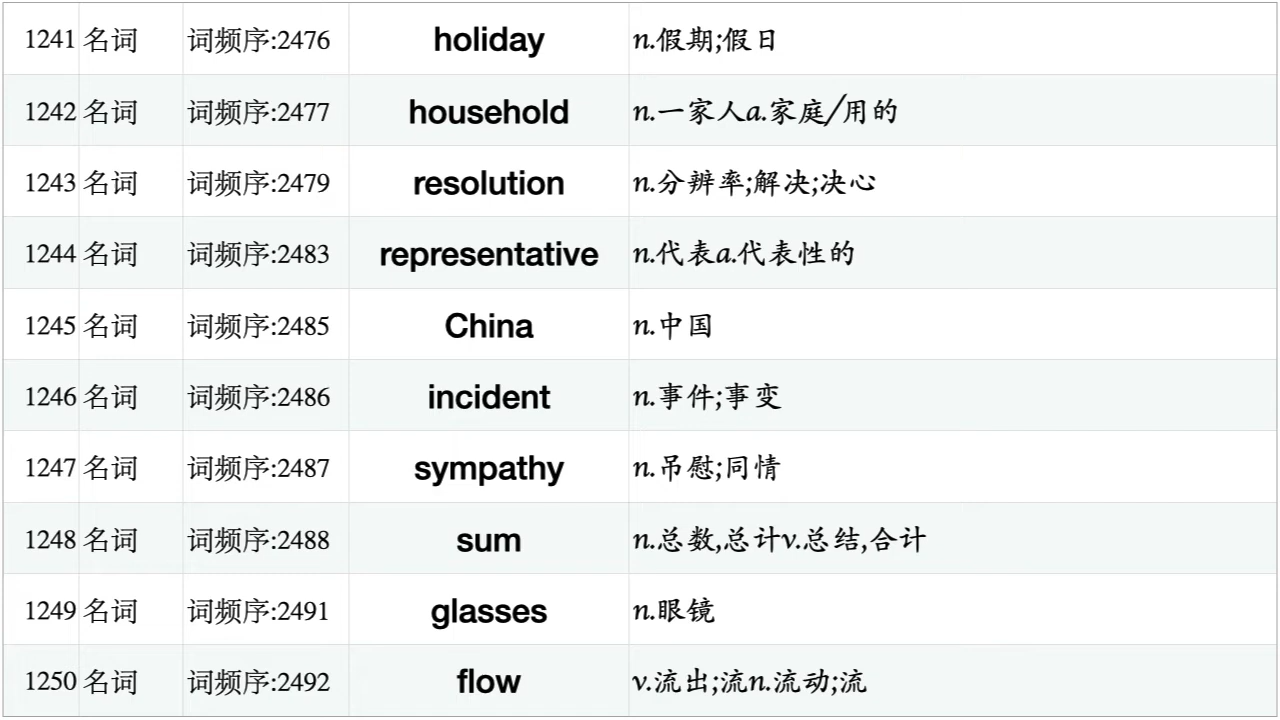 1241 名词 词频序:2476 holiday n.假期;假日
1242 名词 词频序:2477 household n.一家人a.家庭/用的
1243 名词 词频序:2479 resolution n.分辨率;解决;决心
1244 名词 词频序:2483 representative n.代表a.代表性的
1245 名词 词频序:2485 China n.中国
1246 名词 词频序:2486 incident n.事件;事变
1247 名词 词频序:2487 sympathy n.吊慰;同情
1248 名词 词频序:2488 sum n.总数,总计v.总结,合计
1249 名词 词频序:2491 glasses n.眼镜
1250 名词 词频序:2492 flow v.流出;流n.流动;流